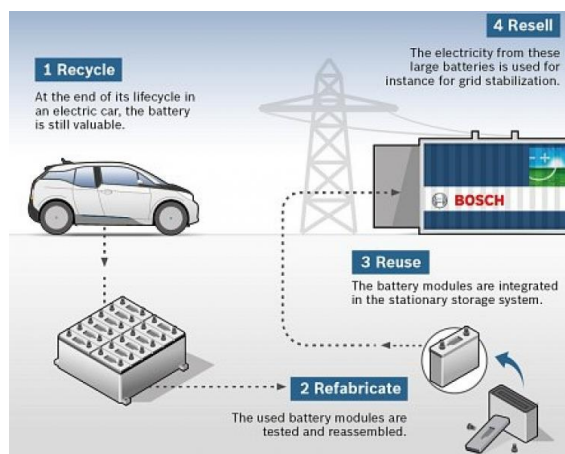 1 Recycle
At the end of its lifecycle in
an electric car, the battery
is still valuable.
4 Resell
The electricity from these
large batteries is used for
instance for grid stabilization.
BOSCH
3 Reuse
The battery modules are integrated
in the stationary storage system.
2 Refabricate
The used battery modules are
tested and reassembled.